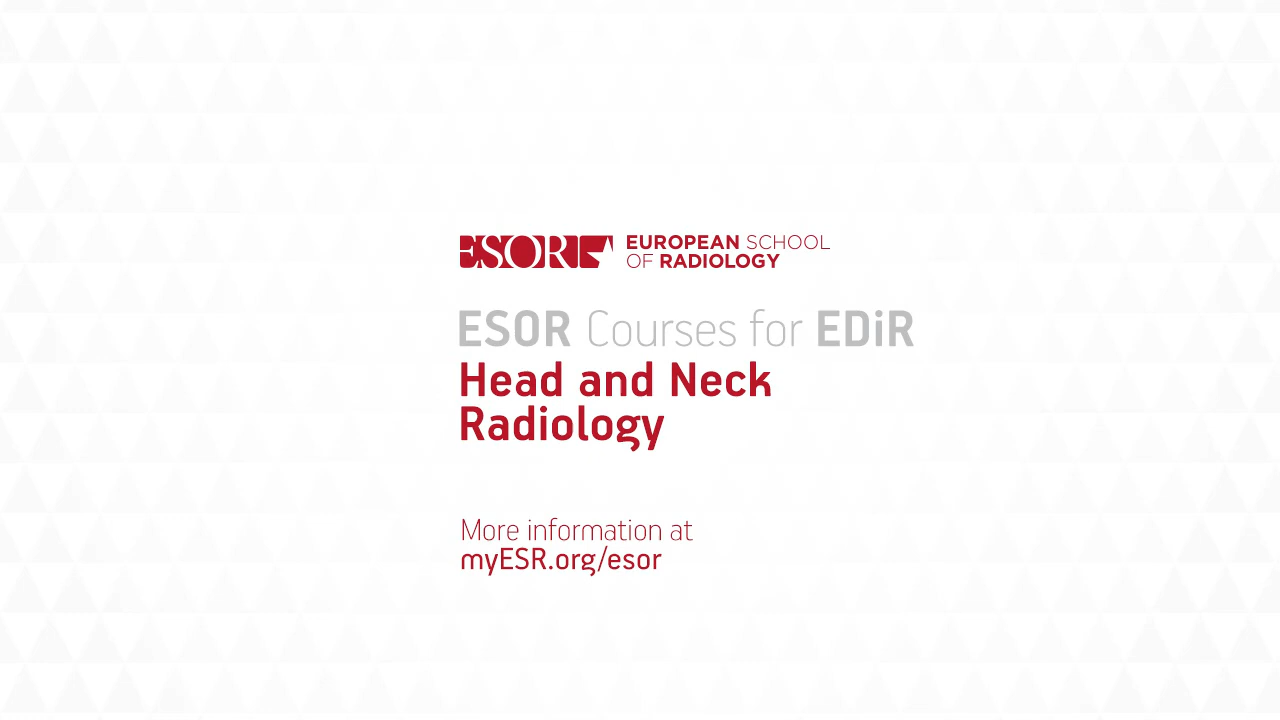 ESOR EUROPEAN SCHOOL
OF RADIOLOGY
ESOR Courses for EDiR
Head and Neck
Radiology
More information at
myESR.org/esor